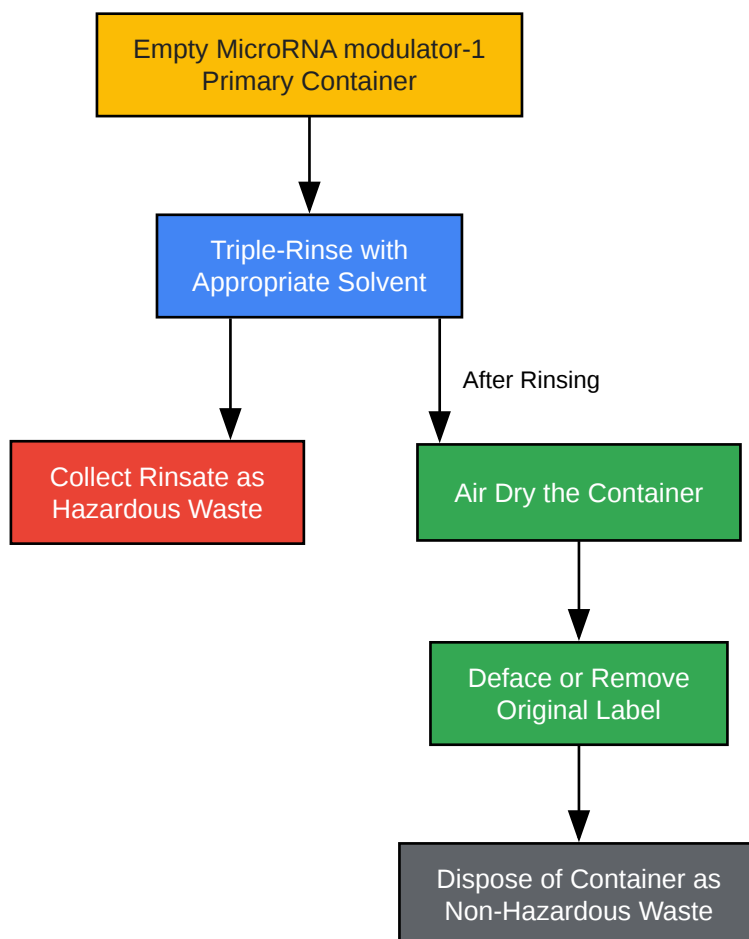 Empty MicroRNA modulator-1
Primary Container
Triple-Rinse with
Appropriate Solvent
After Rinsing
Collect Rinsate as
Hazardous Waste
Air Dry the Container
Deface or Remove
Original Label
Dispose of Container as
Non-Hazardous Waste